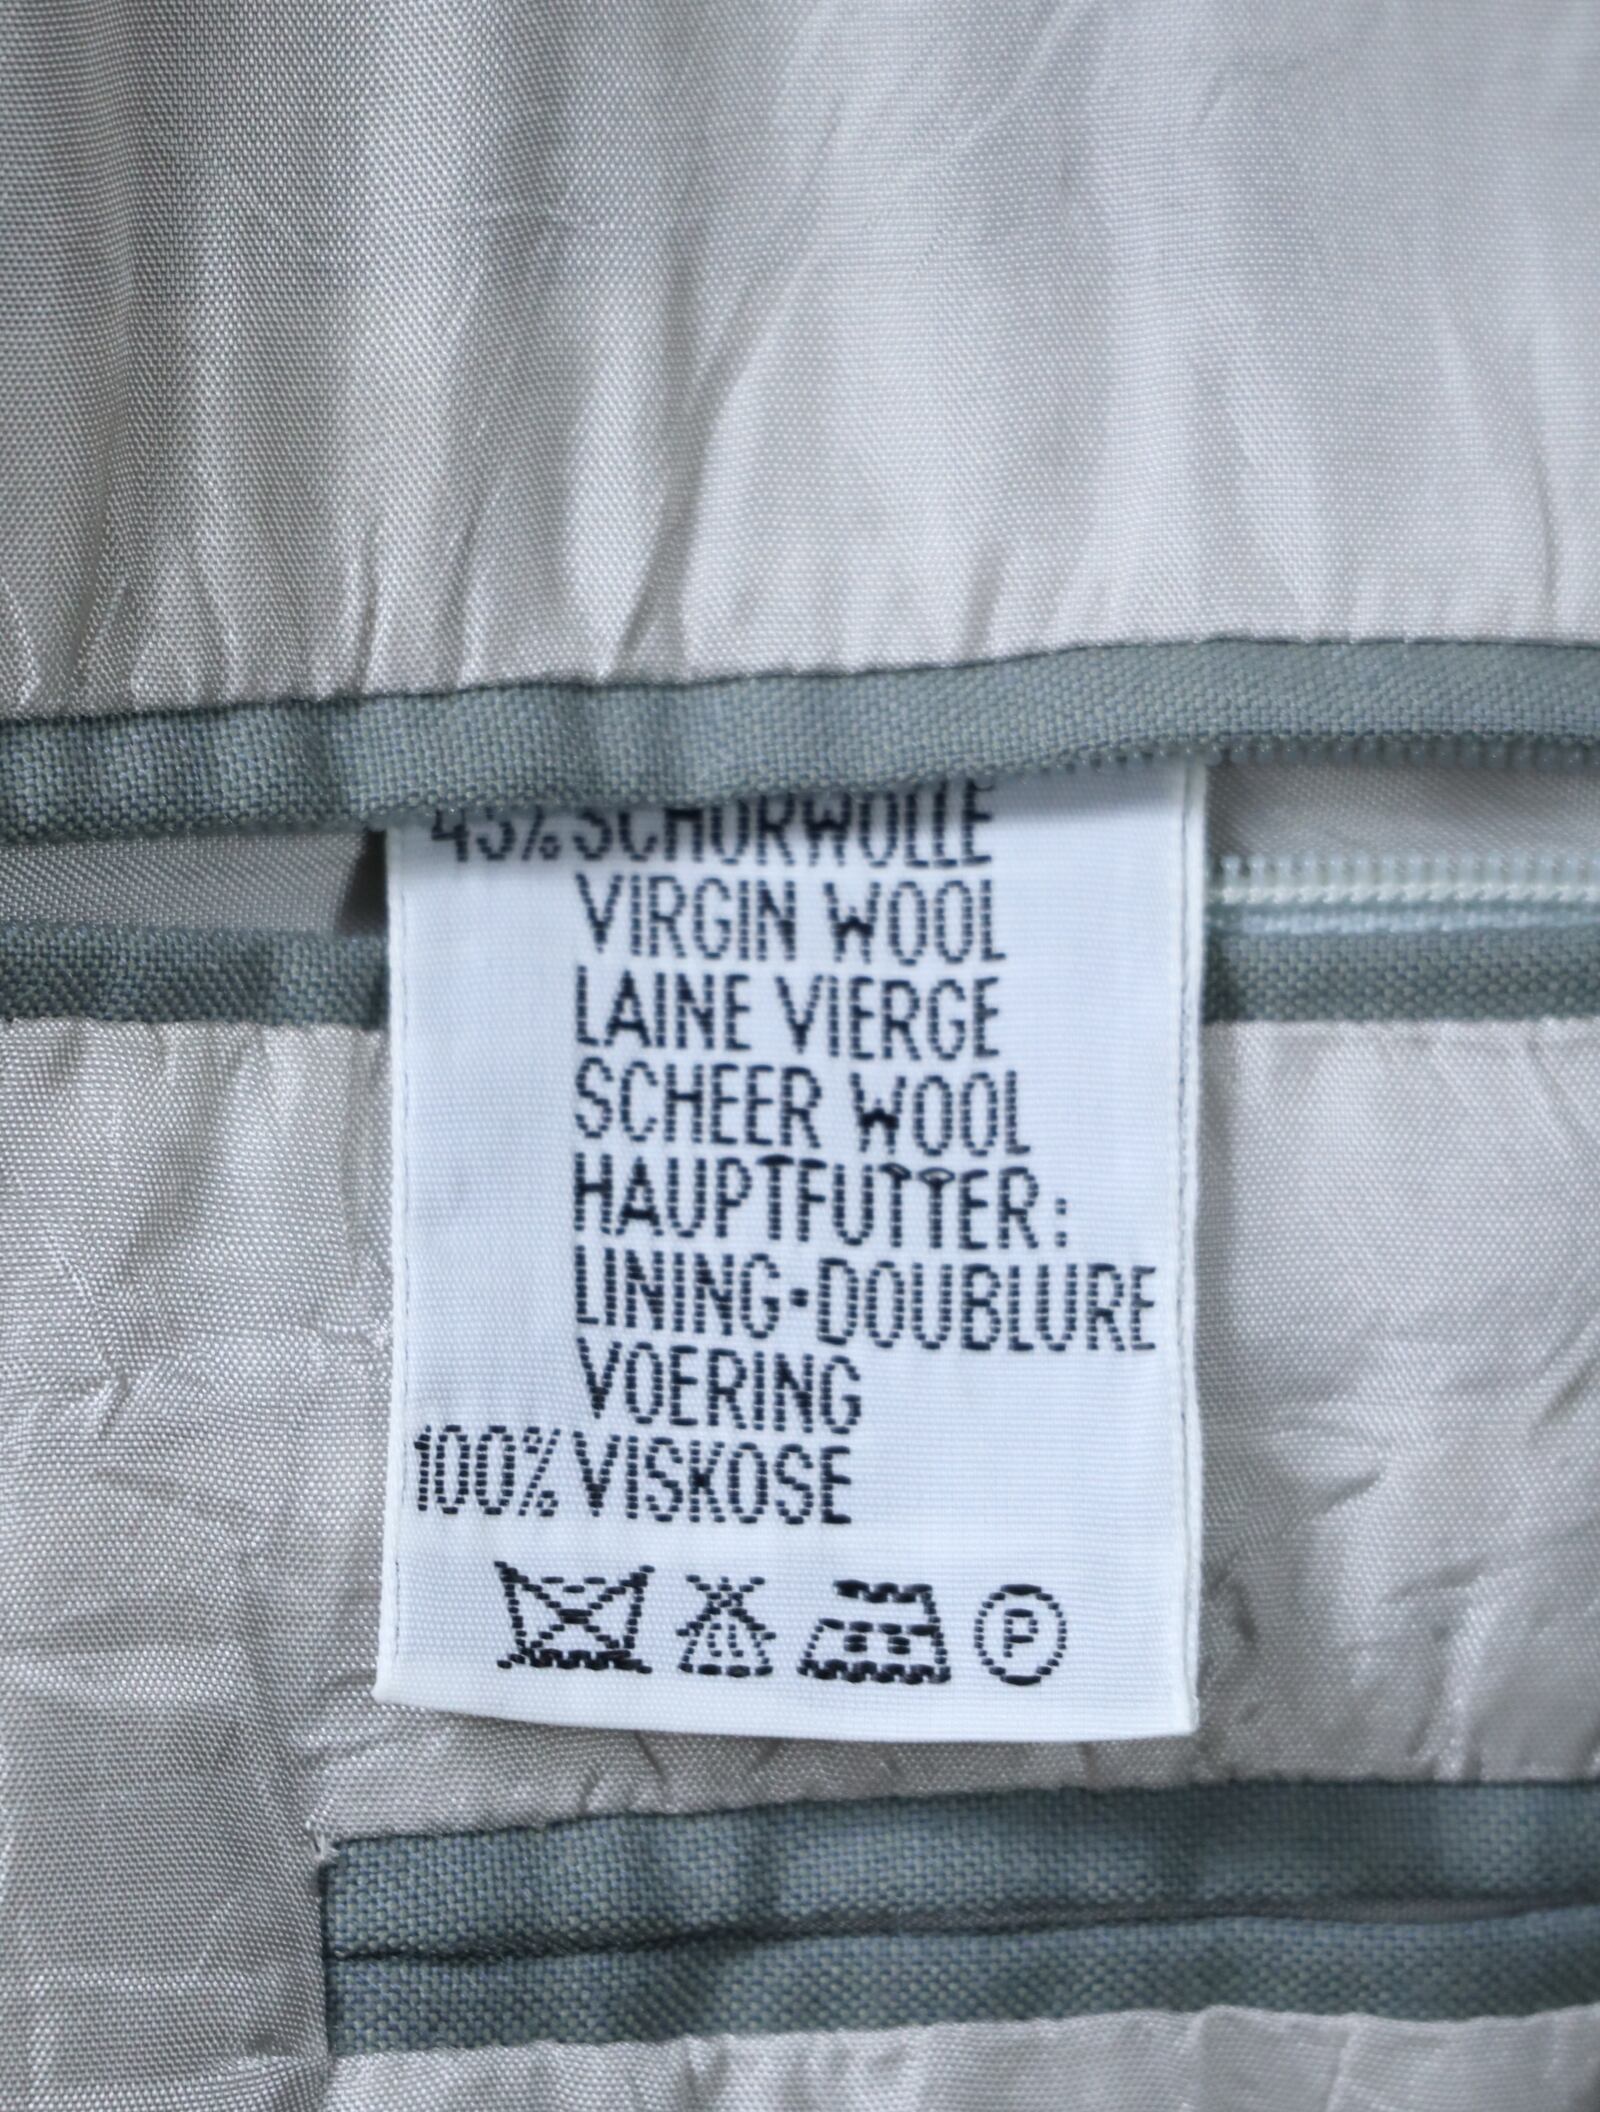 45% SCHURWOLLE
VIRGIN WOOL
LAINE VIERGE
SCHEER WOOL
HAUPTFUTTER:
LINING-DOUBLURE
VOERING
100% VISKOSE
P